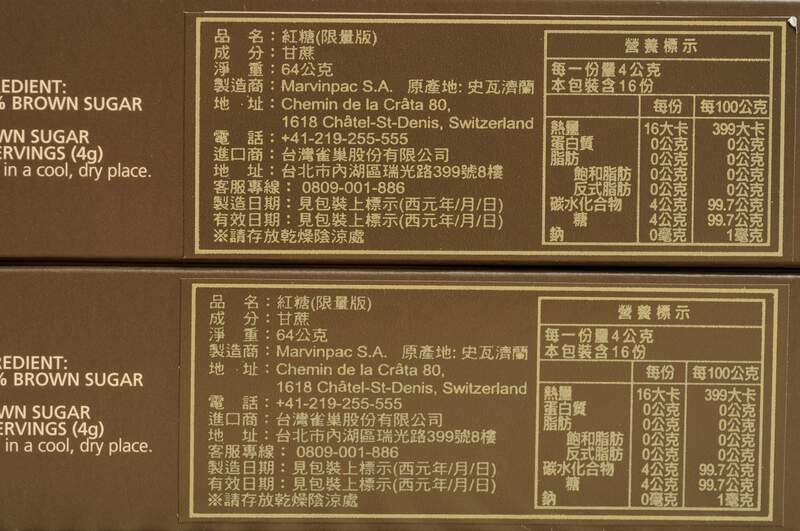 REDIENT:
% BROWN SUGAR
WN SUGAR
ERVINGS (4g)
in a cool, dry place.
品 名：紅糖(限量版)
成 分：甘蔗
淨 重：64公克
製造商：Marvinpac S.A. 原產地: 史瓦濟蘭
地 址：Chemin de la Crâta 80,
1618 Châtel-St-Denis, Switzerland
電 話：+41-219-255-555
進口商：台灣雀巢股份有限公司
地 址：台北市內湖區瑞光路399號8樓
客服專線： 0809-001-886
製造日期：見包裝上標示(西元年/月/日)
有效日期：見包裝上標示(西元年/月/日)
※請存放乾燥陰涼處
營養標示
每一份量4公克
本包裝含16份
每份 每100公克
熱量 16大卡 399大卡
蛋白質 0公克 0公克
脂肪 0公克 0公克
飽和脂肪 0公克 0公克
反式脂肪 0公克 0公克
碳水化合物 4公克 99.7公克
糖 4公克 99.7公克
鈉 0毫克 1毫克
REDIENT:
% BROWN SUGAR
WN SUGAR
ERVINGS (4g)
in a cool, dry place.
品 名：紅糖(限量版)
成 分：甘蔗
淨 重：64公克
製造商：Marvinpac S.A. 原產地: 史瓦濟蘭
地 址：Chemin de la Crâta 80,
1618 Châtel-St-Denis, Switzerland
電 話：+41-219-255-555
進口商：台灣雀巢股份有限公司
地 址：台北市內湖區瑞光路399號8樓
客服專線： 0809-001-886
製造日期：見包裝上標示(西元年/月/日)
有效日期：見包裝上標示(西元年/月/日)
※請存放乾燥陰涼處
營養標示
每一份量4公克
本包裝含16份
每份 每100公克
熱量 16大卡 399大卡
蛋白質 0公克 0公克
脂肪 0公克 0公克
飽和脂肪 0公克 0公克
反式脂肪 0公克 0公克
碳水化合物 4公克 99.7公克
糖 4公克 99.7公克
鈉 0毫克 1毫克